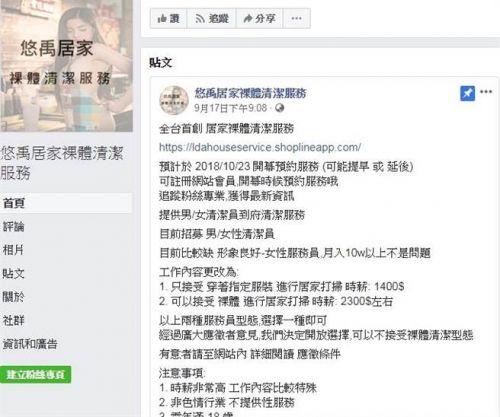 悠禹居家
裸體清潔服務
悠禹居家裸體清潔
服務
首頁
評論
相片
貼文
關於
社群
資訊和廣告
建立粉絲專頁
讚
追蹤
分享
貼文
悠禹居家裸體清潔服務
9月17日下午9:08
全台首創 居家裸體清潔服務
https://ldahouseservice.shoplineapp.com/
預計於 2018/10/23 開幕預約服務 (可能提早 或 延後)
可註冊網站會員,開幕時候預約服務哦
追蹤粉絲專業,獲得最新資訊
提供男/女清潔員到府清潔服務
目前招募 男/女清潔員
目前比較缺 形象良好-女性服務員,月入10w以上不是問題
工作內容更改為:
1. 只接受 穿著指定服裝 進行居家打掃 時薪: 1400$
2. 可以接受 裸體 進行居家打掃 時薪: 2300$左右
以上兩種服務員型態,選擇一種即可
經過廣大應徵者意見,我們決定開放選擇,可以不接受裸體清潔型態
有意者請至網站內 詳細閱讀 應徵條件
注意事項:
1. 時薪非常高 工作內容比較特殊
2. 非色情行業 不提供性服務